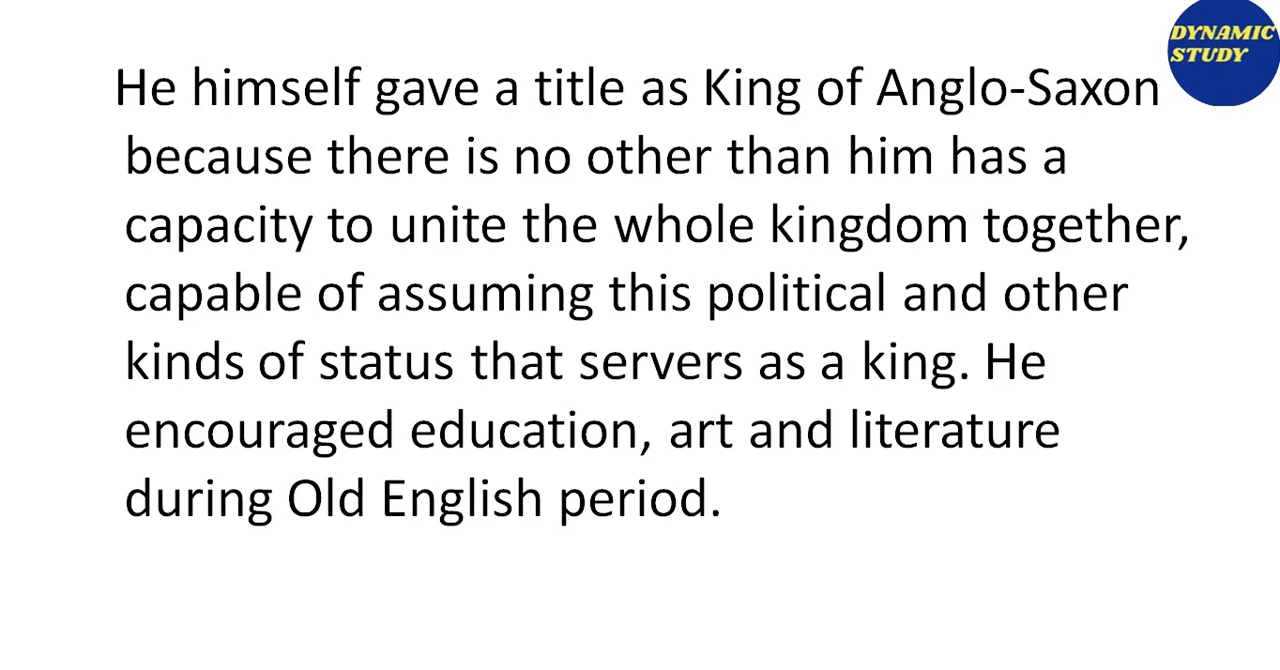 DYNAMIC
STUDY
He himself gave a title as King of Anglo-Saxon
because there is no other than him has a
capacity to unite the whole kingdom together,
capable of assuming this political and other
kinds of status that servers as a king. He
encouraged education, art and literature
during Old English period.